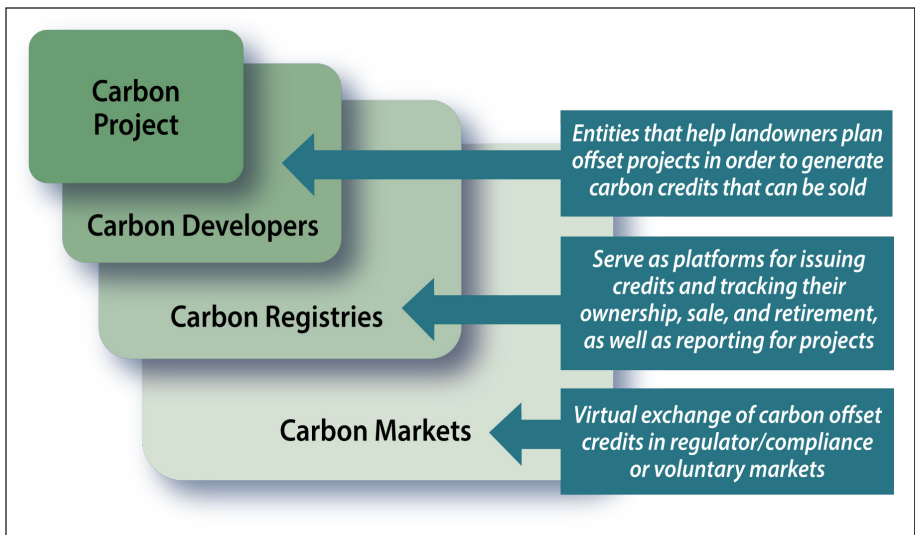 Carbon
Project
Carbon Developers
Carbon Registries
Carbon Markets
Entities that help landowners plan
offset projects in order to generate
carbon credits that can be sold
Serve as platforms for issuing
credits and tracking their
ownership, sale, and retirement,
as well as reporting for projects
Virtual exchange of carbon offset
credits in regulator/compliance
or voluntary markets